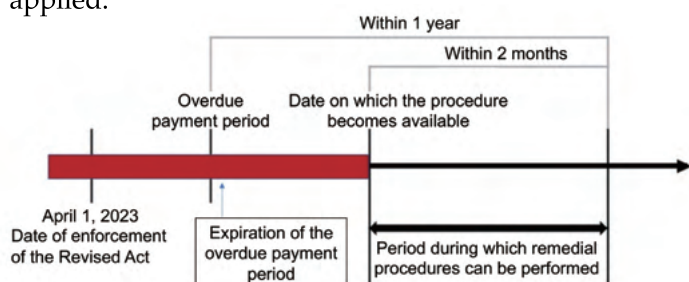 applied.
Within 1 year
Within 2 months
Overdue
payment period
Date on which the procedure
becomes available
April 1, 2023
Date of enforcement
of the Revised Act
Expiration of the
overdue payment
period
Period during which remedial
procedures can be performed